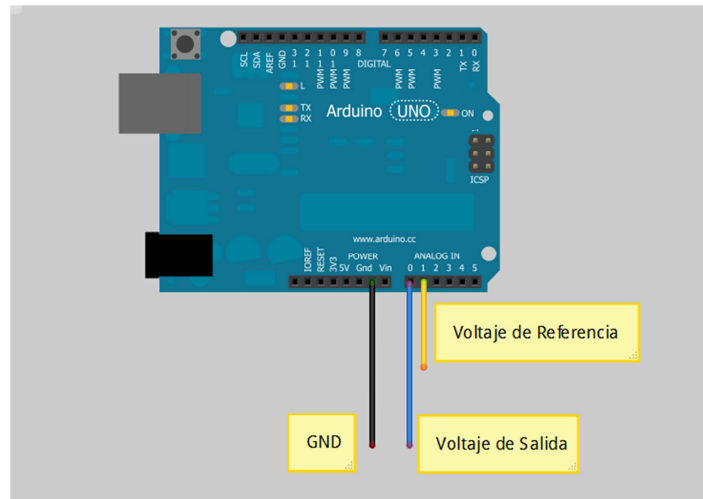 SCL
SDA
AREF
GND
13
12
11
PWM
10
PWM
9
PWM
8
DIGITAL
7
6
PWM
5
PWM
4
3
PWM
2
1
TX
0
RX
L
TX
RX
Arduino UNO
ON
1
ICSP
www.arduino.cc
POWER
ANALOG IN
IOREF
RESET
3V3
5V
Gnd
Vin
0 1 2 3 4 5
Voltaje de Referencia
GND
Voltaje de Salida